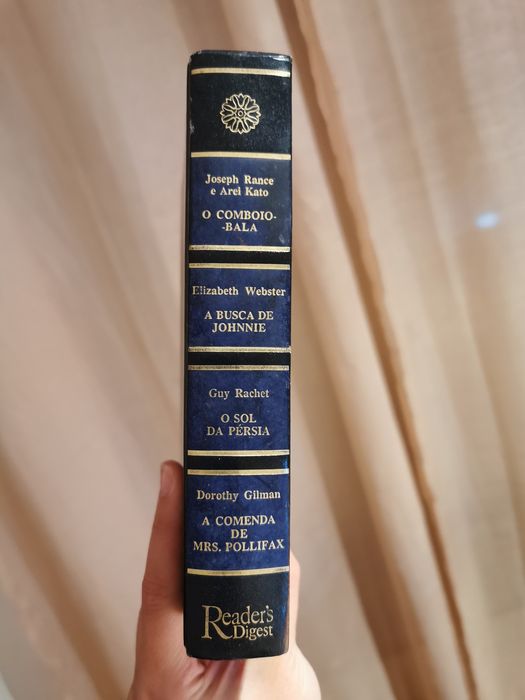 Joseph Rance
e Arei Kato
O COMBOIO-
-BALA
Elizabeth Webster
A BUSCA DE
JOHNNIE
Guy Rachet
O SOL
DA PÉRSIA
Dorothy Gilman
A COMENDA
DE
MRS. POLLIFAX
Reader's
Digest